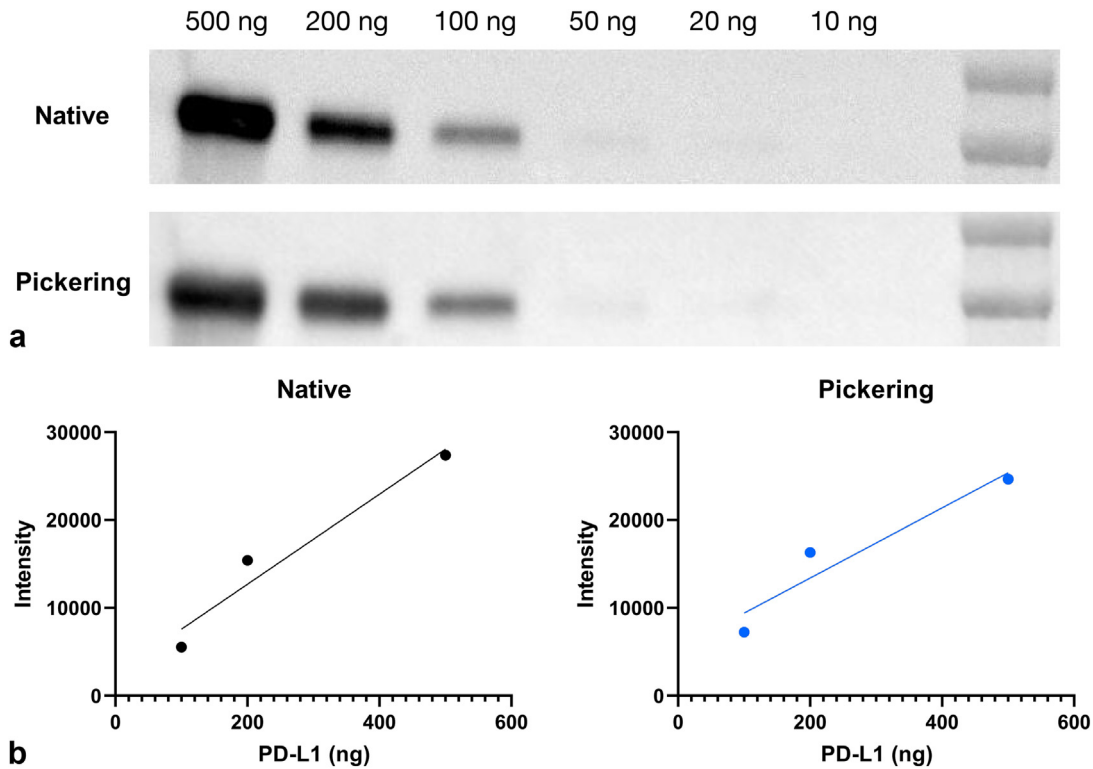 500 ng 200 ng 100 ng 50 ng 20 ng 10 ng
Native
Pickering
a
Native
30000
20000
10000
0
Intensity
0 200 400 600
PD-L1 (ng)
Pickering
30000
20000
10000
0
Intensity
0 200 400 600
PD-L1 (ng)
b